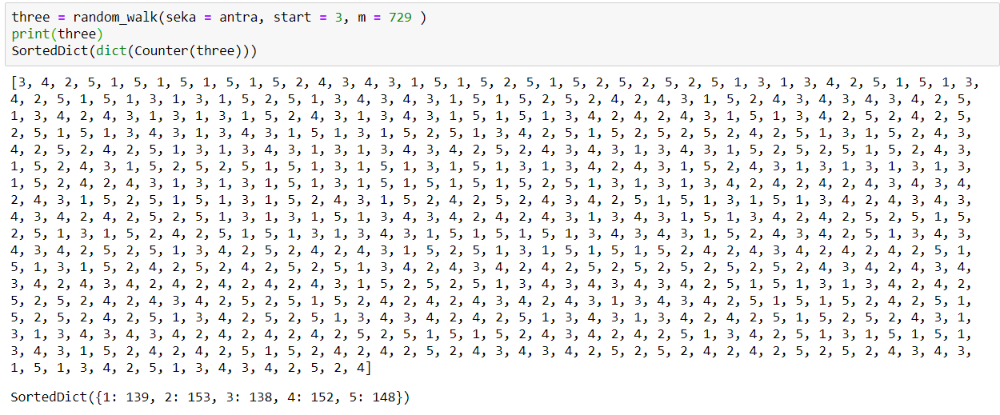 three = random_walk(seka = antra, start = 3, m = 729 )
print(three)
SortedDict(dict(Counter(three)))
[3, 4, 2, 5, 1, 5, 1, 5, 1, 5, 1, 5, 2, 4, 3, 4, 3, 1, 5, 1, 5, 2, 5, 1, 5, 2, 5, 2, 5, 2, 5, 1, 3, 1, 3, 4, 2, 5, 1, 5, 1, 3,
4, 2, 5, 1, 5, 1, 3, 1, 3, 1, 5, 2, 5, 1, 3, 4, 3, 4, 3, 1, 5, 1, 5, 2, 5, 2, 4, 2, 4, 3, 1, 5, 2, 4, 3, 4, 3, 4, 3, 4, 2, 5,
1, 3, 4, 2, 4, 3, 1, 3, 1, 3, 1, 5, 2, 4, 3, 1, 3, 4, 3, 1, 5, 1, 5, 1, 3, 4, 2, 4, 2, 4, 3, 1, 5, 1, 3, 4, 2, 5, 2, 4, 2, 5,
2, 5, 1, 5, 1, 3, 4, 3, 1, 3, 4, 3, 1, 5, 1, 3, 1, 5, 2, 5, 1, 3, 4, 2, 5, 1, 5, 2, 5, 2, 5, 2, 4, 2, 5, 1, 3, 1, 5, 2, 4, 3,
4, 2, 5, 2, 4, 2, 5, 1, 3, 1, 3, 4, 3, 1, 3, 1, 3, 4, 3, 4, 2, 5, 2, 4, 3, 4, 3, 1, 3, 4, 3, 1, 5, 2, 5, 2, 5, 1, 5, 2, 4, 3,
1, 5, 2, 4, 3, 1, 5, 2, 5, 2, 5, 1, 5, 1, 3, 1, 5, 1, 3, 1, 5, 1, 3, 1, 3, 4, 2, 4, 3, 1, 5, 2, 4, 3, 1, 3, 1, 3, 1, 3, 1, 3,
1, 5, 2, 4, 2, 4, 3, 1, 3, 1, 3, 1, 5, 1, 3, 1, 5, 1, 5, 1, 5, 1, 5, 2, 5, 1, 3, 1, 3, 1, 3, 4, 2, 4, 2, 4, 2, 4, 3, 4, 3, 4,
2, 4, 3, 1, 5, 2, 5, 1, 5, 1, 3, 1, 5, 2, 4, 3, 1, 5, 2, 4, 2, 5, 2, 4, 3, 4, 2, 5, 1, 5, 1, 3, 1, 5, 1, 3, 4, 2, 4, 3, 4, 3,
4, 3, 4, 2, 4, 2, 5, 2, 5, 1, 3, 1, 3, 1, 5, 1, 3, 4, 3, 4, 2, 4, 2, 4, 3, 1, 3, 4, 3, 1, 5, 1, 3, 4, 2, 4, 2, 5, 2, 5, 1, 5,
2, 5, 1, 3, 1, 5, 2, 4, 2, 5, 1, 5, 1, 3, 1, 3, 4, 3, 1, 5, 1, 5, 1, 5, 1, 3, 4, 3, 4, 3, 1, 5, 2, 4, 3, 4, 2, 5, 1, 3, 4, 3,
4, 3, 4, 2, 5, 2, 5, 1, 3, 4, 2, 5, 2, 4, 2, 4, 3, 1, 5, 2, 5, 1, 3, 1, 5, 1, 5, 1, 5, 2, 4, 2, 4, 3, 4, 2, 4, 2, 4, 2, 5, 1,
5, 1, 3, 1, 5, 2, 4, 2, 5, 2, 4, 2, 5, 2, 5, 1, 3, 4, 2, 4, 3, 4, 2, 4, 2, 5, 2, 5, 2, 5, 2, 5, 2, 4, 3, 4, 2, 4, 3, 4,
3, 4, 2, 4, 3, 4, 2, 4, 2, 4, 2, 4, 2, 4, 3, 1, 5, 2, 5, 2, 5, 1, 3, 4, 3, 4, 3, 4, 3, 4, 2, 5, 1, 5, 1, 3, 1, 3, 4, 2, 4, 2,
5, 2, 5, 2, 4, 2, 4, 3, 4, 2, 5, 2, 5, 1, 5, 2, 4, 2, 4, 2, 4, 3, 4, 2, 4, 3, 1, 3, 4, 3, 4, 2, 5, 1, 5, 1, 5, 2, 4, 2, 5, 1,
5, 2, 5, 2, 4, 2, 5, 1, 3, 4, 2, 5, 2, 5, 1, 3, 4, 3, 4, 2, 4, 2, 5, 1, 3, 4, 3, 1, 3, 4, 2, 4, 2, 5, 1, 5, 2, 5, 2, 4, 3, 1,
3, 1, 3, 4, 3, 4, 3, 4, 2, 4, 2, 4, 2, 4, 2, 5, 2, 5, 1, 5, 1, 5, 2, 4, 3, 4, 2, 4, 2, 5, 1, 3, 4, 2, 5, 1, 3, 1, 5, 1, 5, 1,
3, 4, 3, 1, 5, 2, 4, 2, 4, 2, 5, 1, 5, 2, 4, 2, 4, 2, 5, 2, 4, 3, 4, 3, 4, 2, 5, 2, 5, 2, 4, 2, 4, 2, 5, 2, 5, 2, 4, 3, 4, 3,
1, 5, 1, 3, 4, 2, 5, 1, 3, 4, 3, 4, 2, 5, 2, 4]
SortedDict({1: 139, 2: 153, 3: 138, 4: 152, 5: 148})